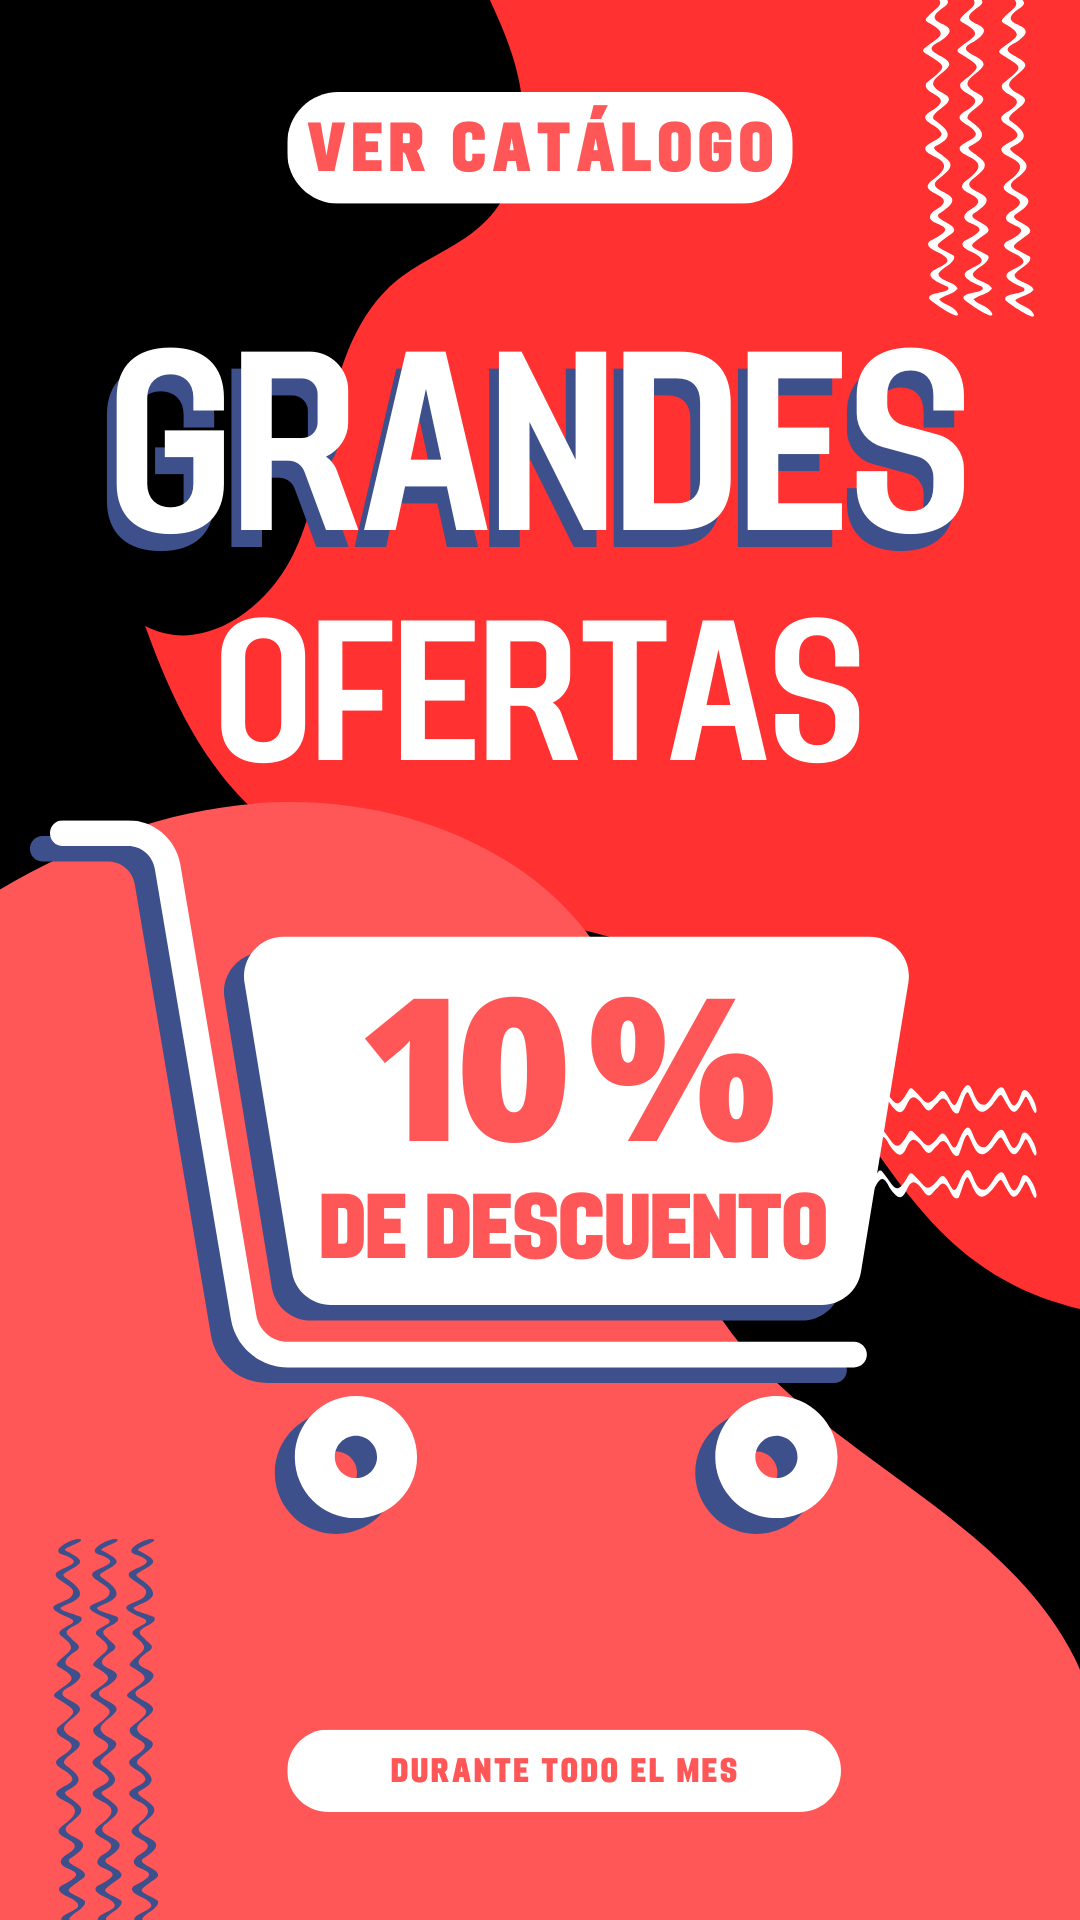 VER CATÁLOGO
GRANDES
OFERTAS
10%
DE DESCUENTO
DURANTE TODO EL MES